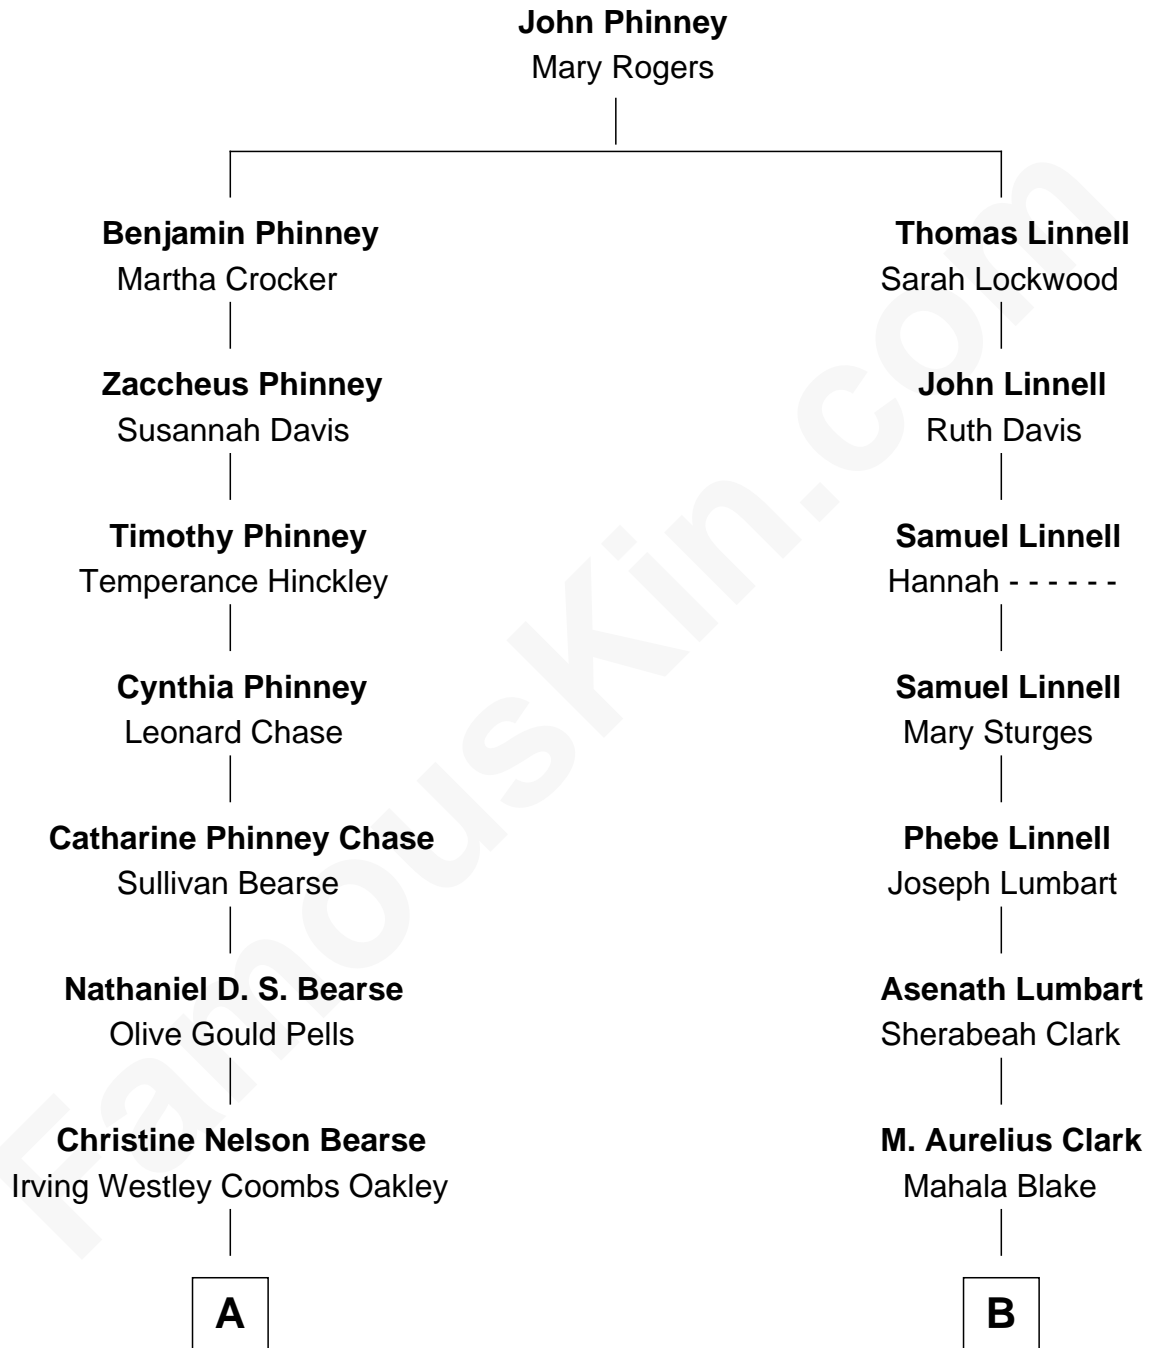 John Phinney
Mary Rogers
Benjamin Phinney
Martha Crocker
Thomas Linnell
Sarah Lockwood
Zaccheus Phinney
Susannah Davis
John Linnell
Ruth Davis
Timothy Phinney
Temperance Hinckley
Samuel Linnell
Hannah - - - - - -
Cynthia Phinney
Leonard Chase
Samuel Linnell
Mary Sturges
Catharine Phinney Chase
Sullivan Bearse
Phebe Linnell
Joseph Lumbart
Nathaniel D. S. Bearse
Olive Gould Pells
Asenath Lumbart
Sherabeah Clark
Christine Nelson Bearse
Irving Westley Coombs Oakley
M. Aurelius Clark
Mahala Blake
A
B
FamousKin.com